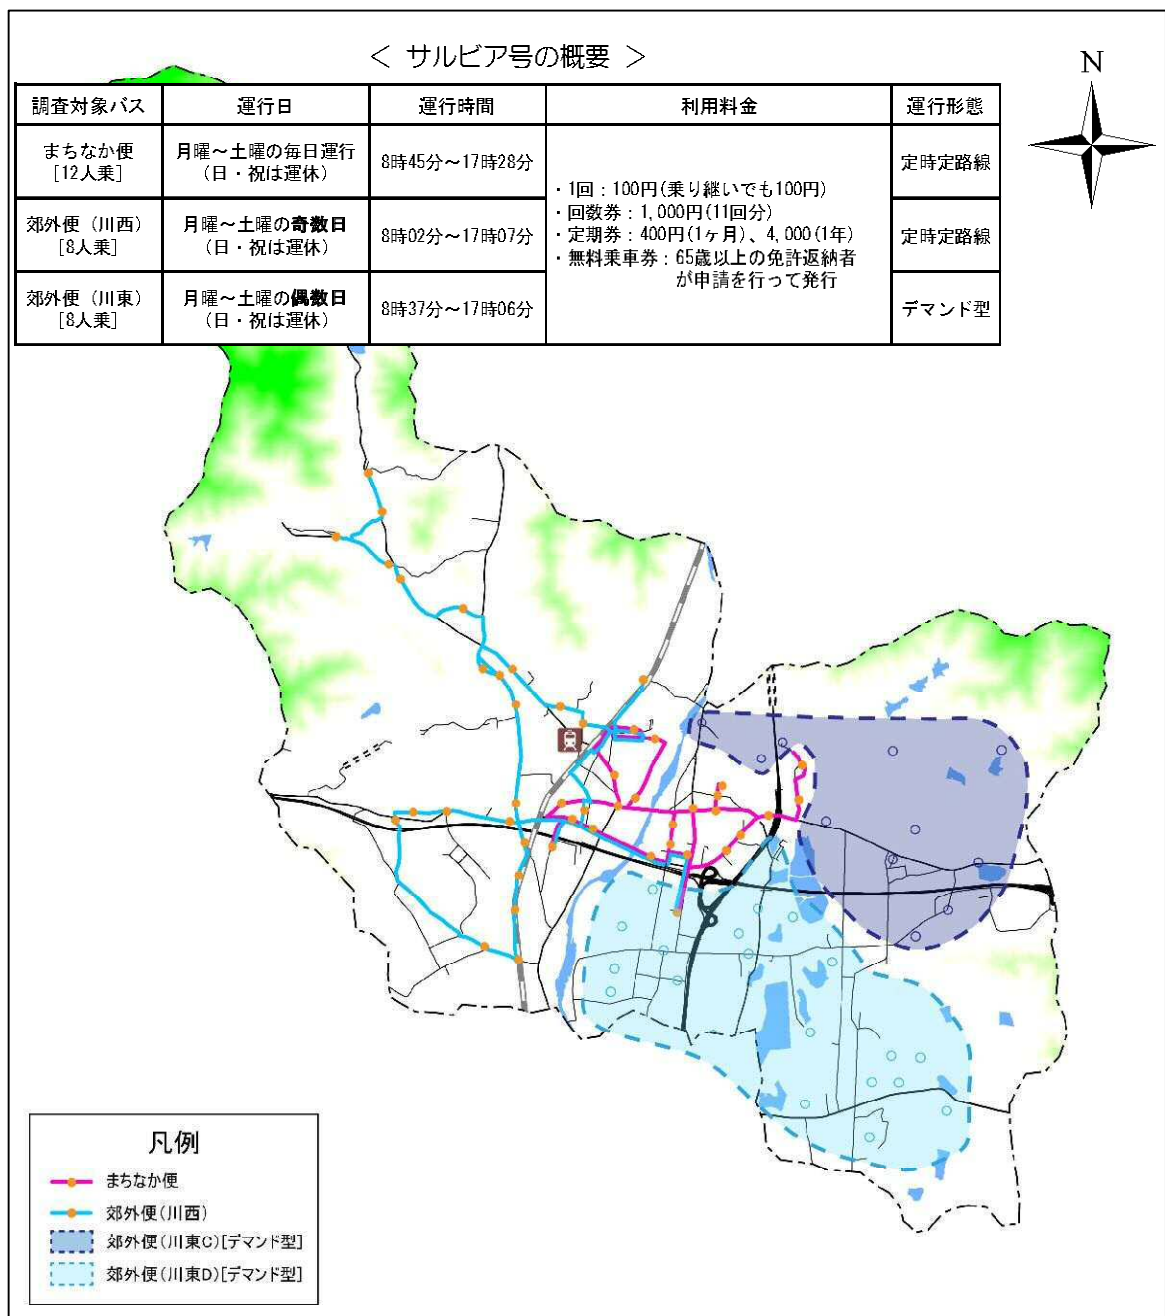 ＜ サルビア号の概要 ＞
N
調査対象バス 運行日 運行時間 利用料金 運行形態
まちなか便
[12人乗]
月曜～土曜の毎日運行
(日・祝は運休)
8時45分～17時28分
・1回：100円(乗り継いでも100円)
・回数券：1,000円(11回分)
・定期券：400円(1ヶ月)、4,000(1年)
・無料乗車券：65歳以上の免許返納者
が申請を行って発行
定時定路線
郊外便（川西）
[8人乗]
月曜～土曜の奇数日
(日・祝は運休)
8時02分～17時07分
定時定路線
郊外便（川東）
[8人乗]
月曜～土曜の偶数日
(日・祝は運休)
8時37分～17時06分
デマンド型
凡例
まちなか便
郊外便(川西)
郊外便(川東C)[デマンド型]
郊外便(川東D)[デマンド型]